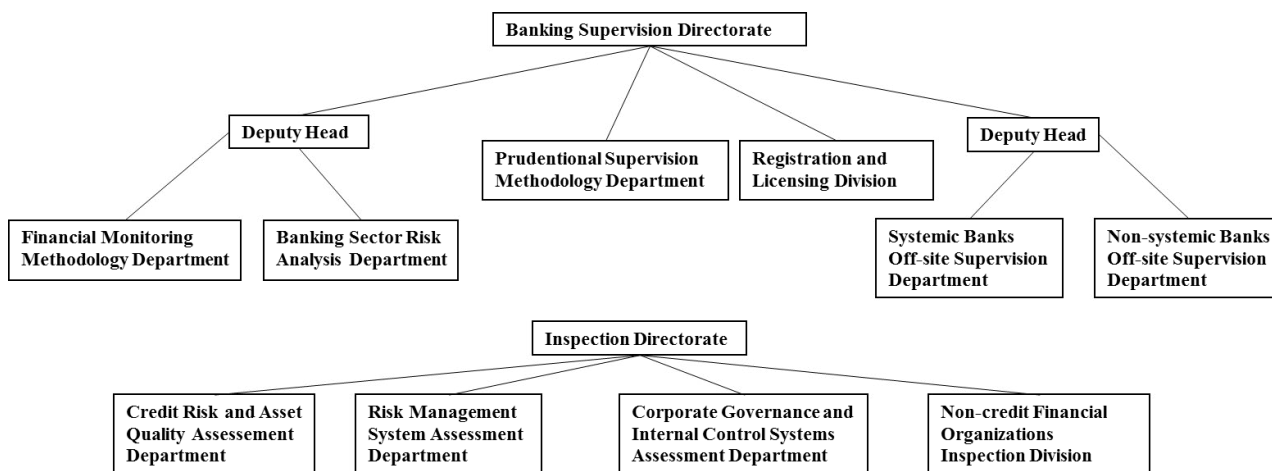 Banking Supervision Directorate
Deputy Head
Deputy Head
Prudentional Supervision
Methodology Department
Registration and
Licensing Division
Financial Monitoring
Methodology Department
Banking Sector Risk
Analysis Department
Systemic Banks
Off-site Supervision
Department
Non-systemic Banks
Off-site Supervision
Department
Inspection Directorate
Credit Risk and Asset
Quality Assessement
Department
Risk Management
System Assessment
Department
Corporate Governance and
Internal Control Systems
Assessment Department
Non-credit Financial
Organizations
Inspection Division